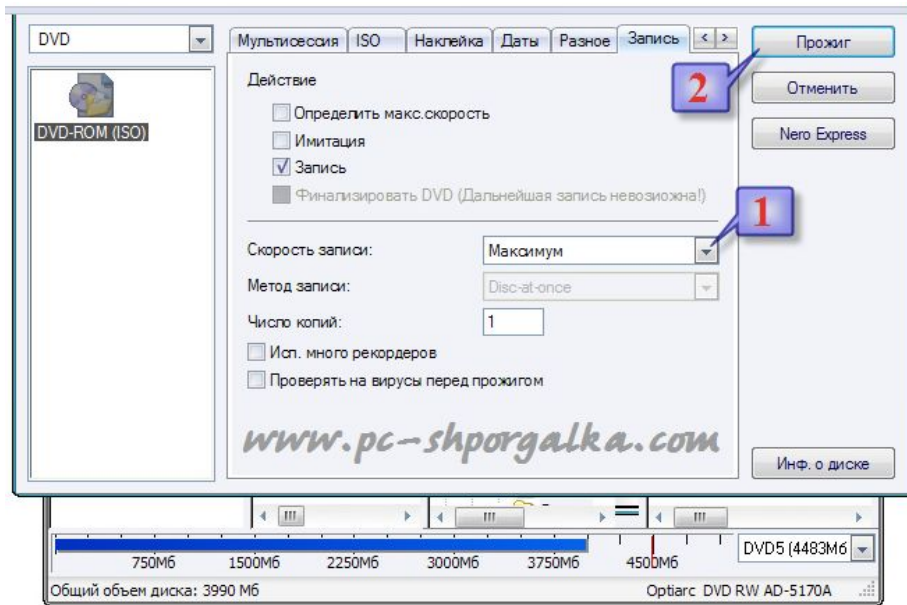 DVD
Мультисессия ISO Наклейка Даты Разное Запись < >
Прожиг
2
Действие
Отменить
Определить макс.скорость
DVD-ROM (ISO)
Nero Express
Имитация
Запись
Финализировать DVD (Дальнейшая запись невозиожна!)
1
Скорость записи: Максимум
Метод записи: Disc-at-once
Число копий: 1
Исп. много рекордеров
Проверять на вирусы перед прожигом
www.pc-shporgalka.com
Инф. о диске
750Мб 1500Мб 2250Мб 3000Мб 3750Мб 4500Мб DVD5 (4483Мб
Общий объем диска: 3990 Мб Optiarc DVD RW AD-5170A